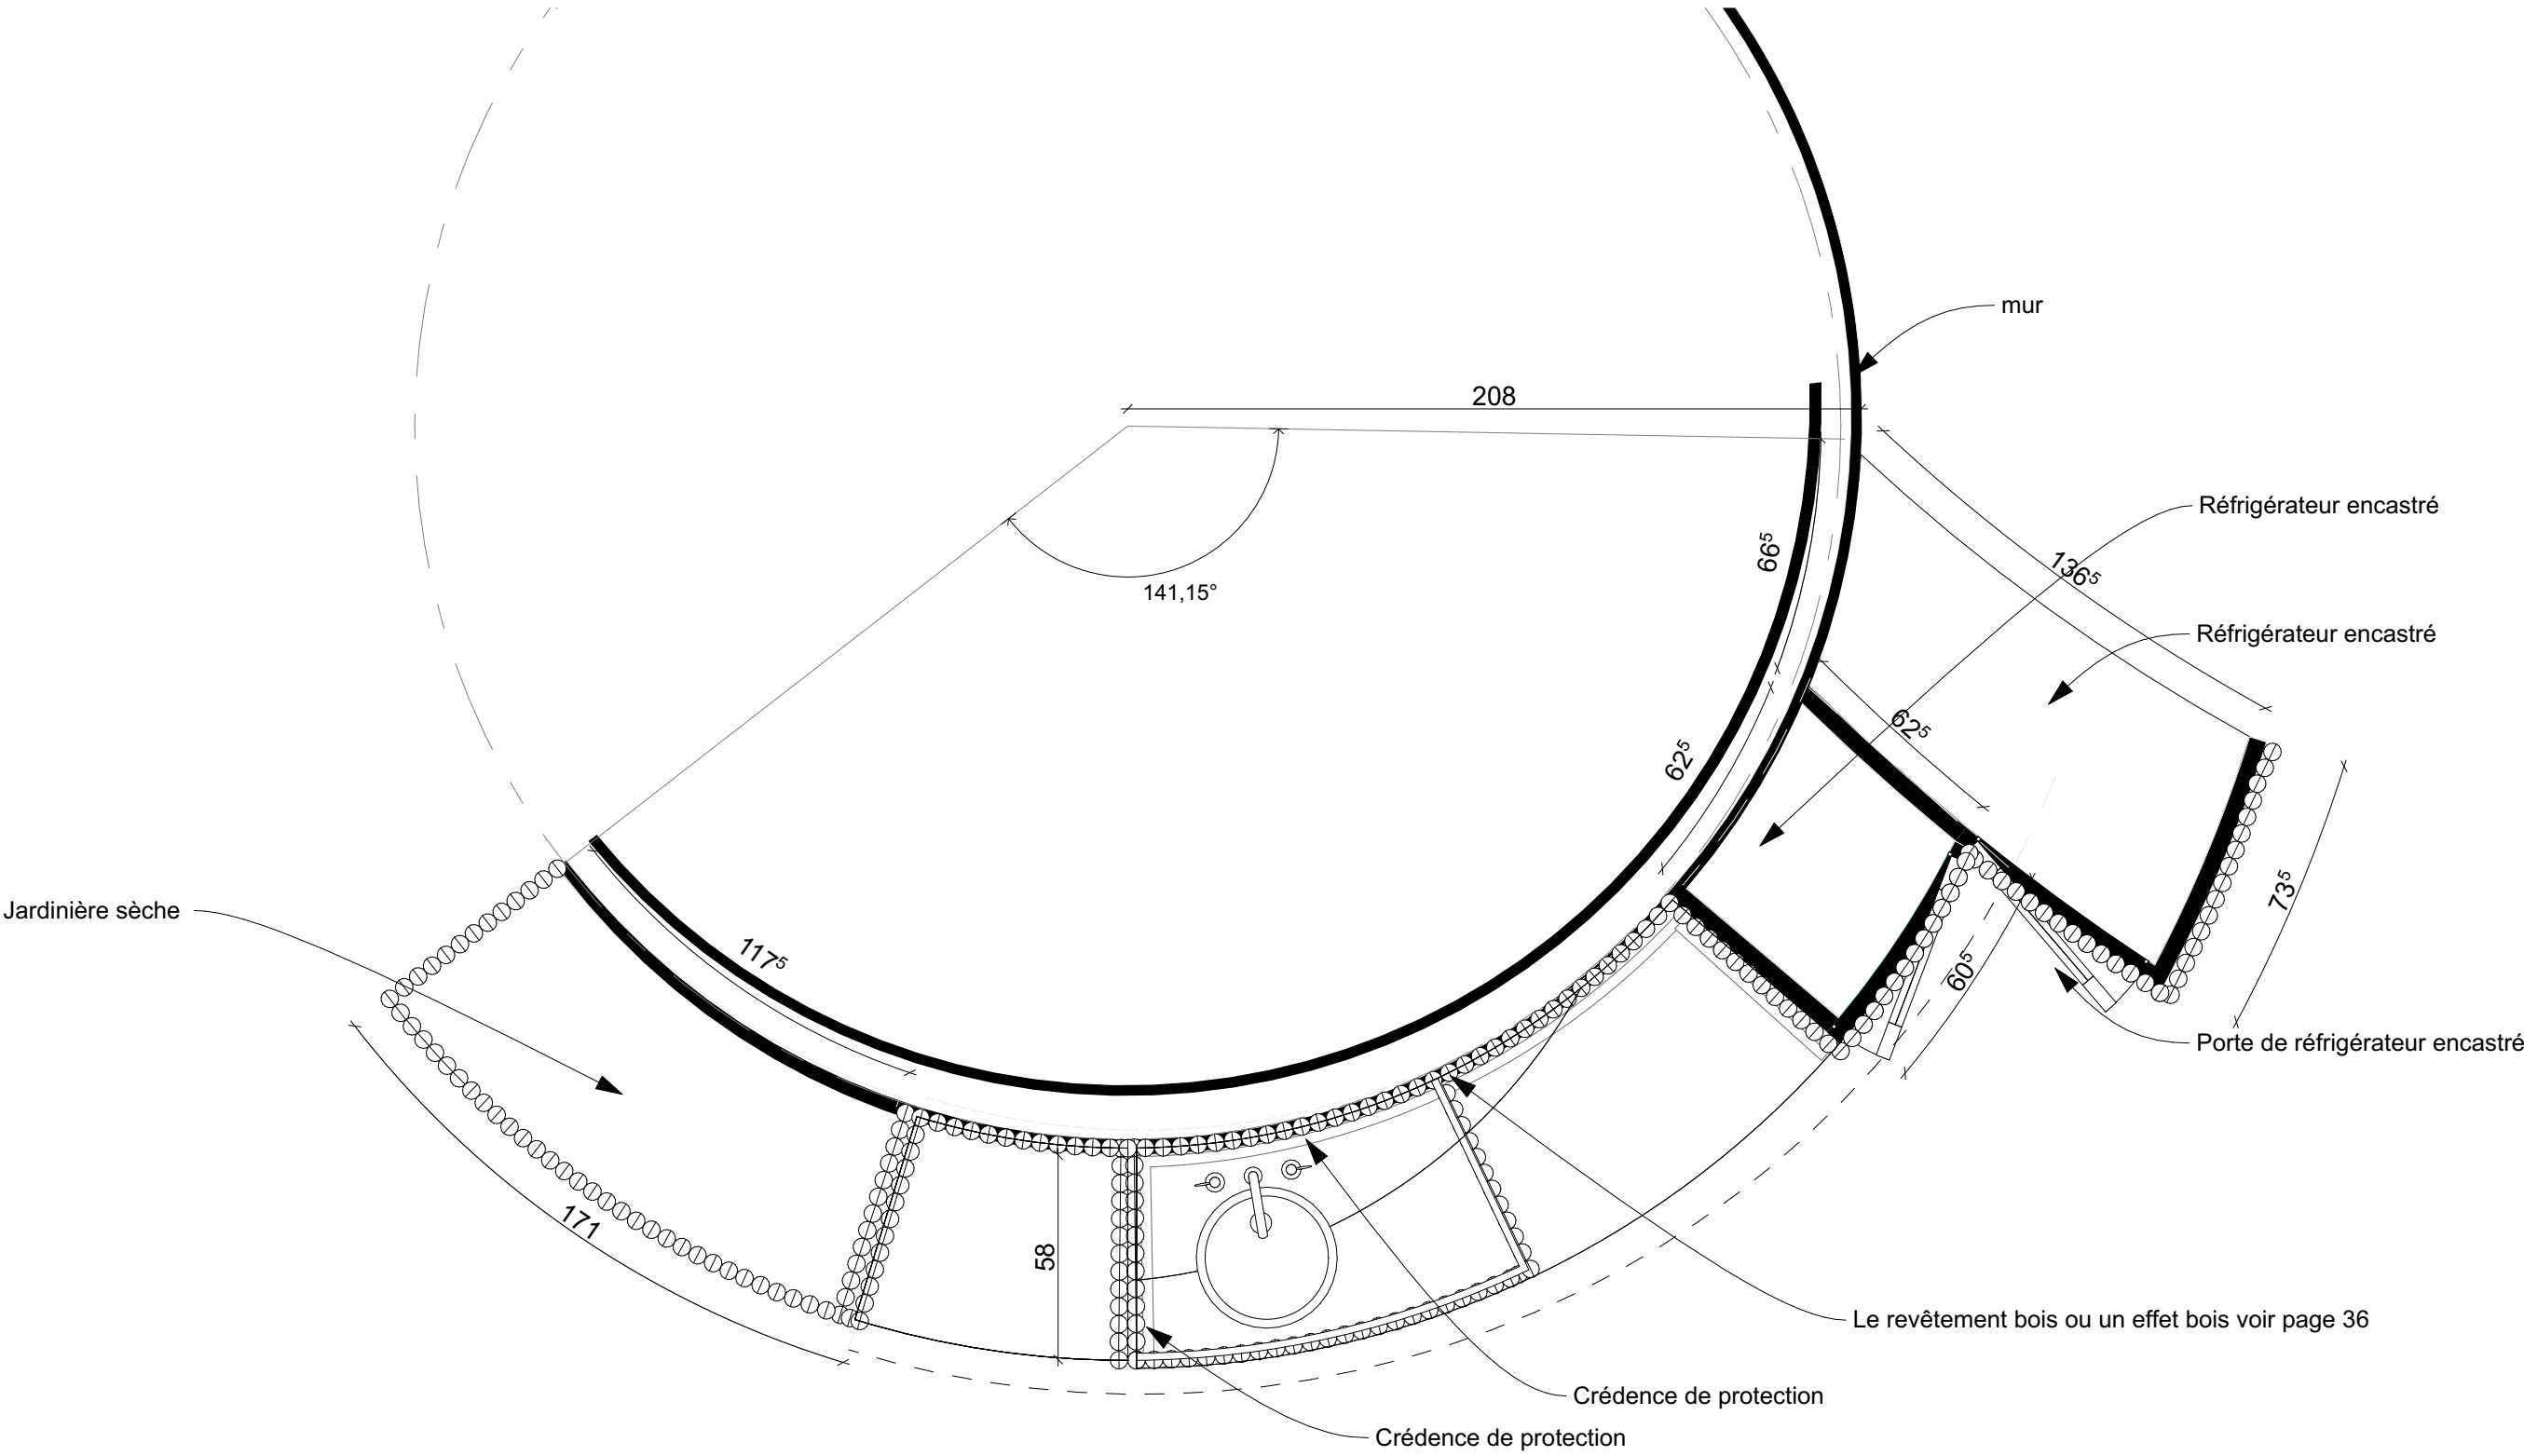 mur
208
Réfrigérateur encastré
66⁵
136⁵
141,15°
Réfrigérateur encastré
62⁵
62⁵
73⁵
Jardinière sèche
117⁵
60⁵
Porte de réfrigérateur encastré
171
58
Le revêtement bois ou un effet bois voir page 36
Crédence de protection
Crédence de protection